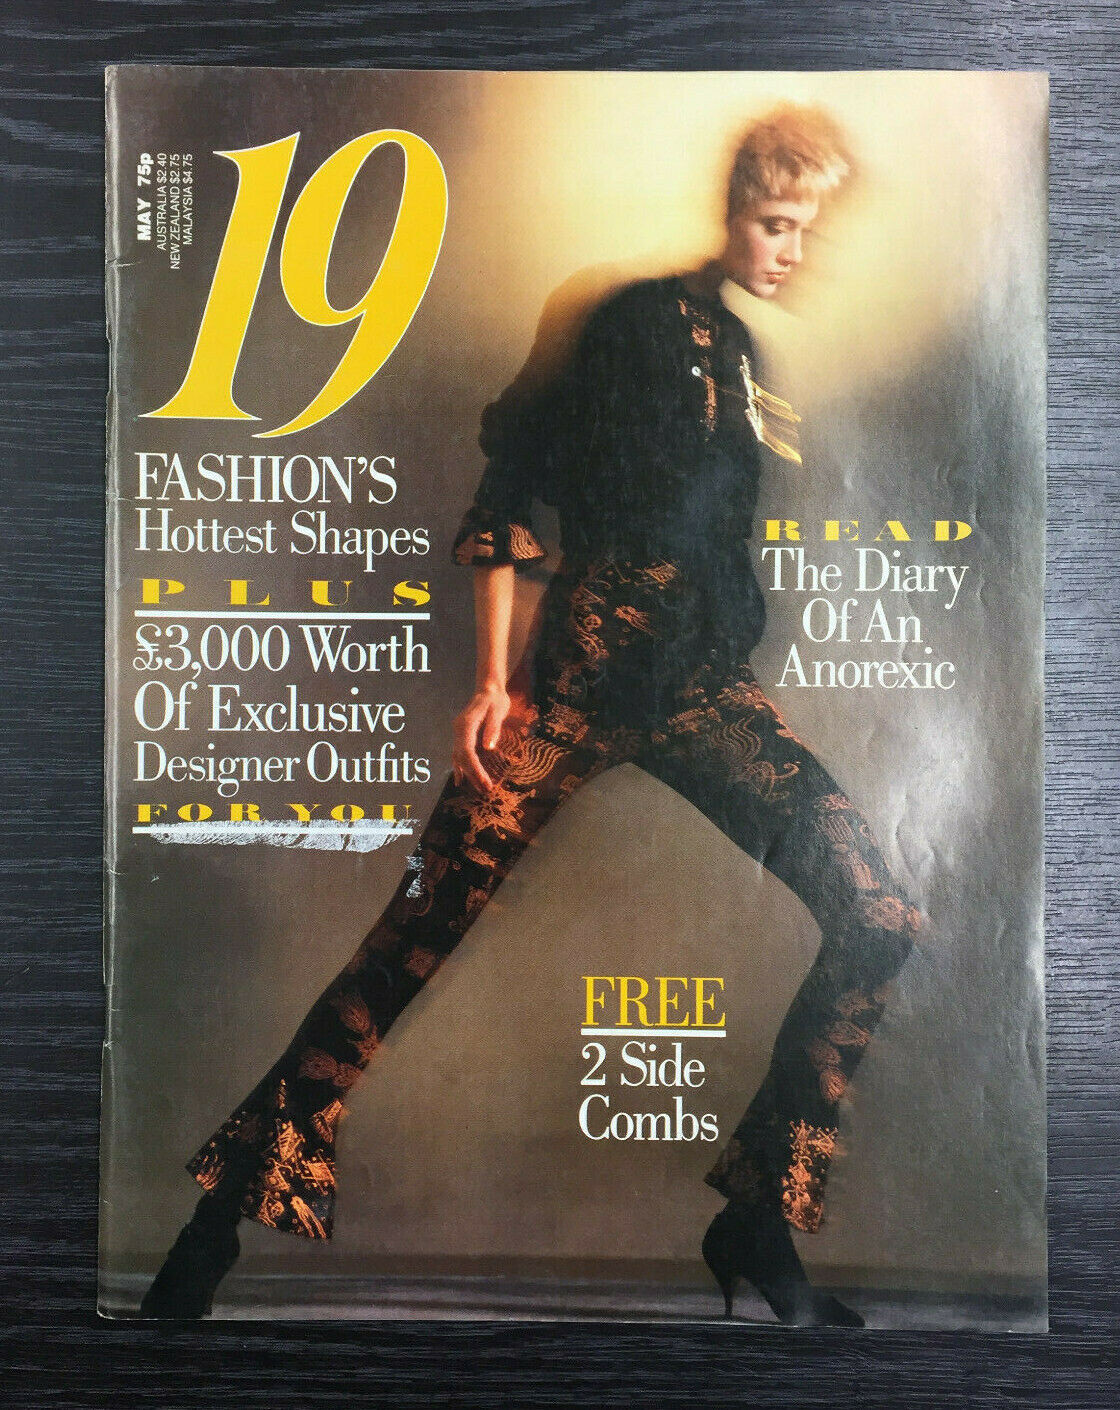 MAY 75p
AUSTRALIA $2.40
NEW ZEALAND $2.75
MALAYSIA $4.75
19
FASHION'S
Hottest Shapes
PLUS
£3,000 Worth
Of Exclusive
Designer Outfits
FOR YOU
READ
The Diary
Of An
Anorexic
FREE
2 Side
Combs